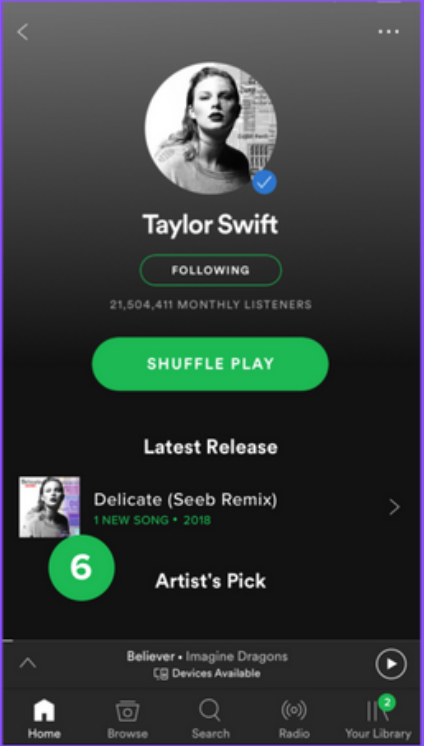 Taylor Swift
FOLLOWING
21,504,411 MONTHLY LISTENERS
SHUFFLE PLAY
Latest Release
Delicate (Seeb Remix)
1 NEW SONG • 2018
6
Artist's Pick
Believer • Imagine Dragons
Devices Available
2
Home Browse Search Radio Your Library